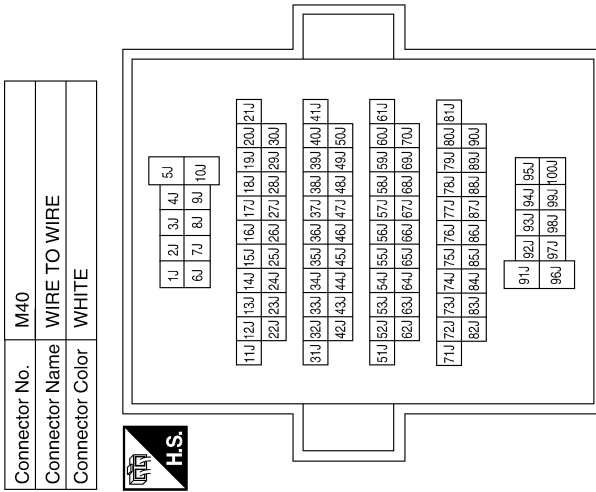 Connector No. M40
Connector Name WIRE TO WIRE
Connector Color WHITE
H.S.
1J 2J 3J 4J 5J
6J 7J 8J 9J 10J
11J 12J 13J 14J 15J 16J 17J 18J 19J 20J 21J
22J 23J 24J 25J 26J 27J 28J 29J 30J
31J 32J 33J 34J 35J 36J 37J 38J 39J 40J 41J
42J 43J 44J 45J 46J 47J 48J 49J 50J
51J 52J 53J 54J 55J 56J 57J 58J 59J 60J 61J
62J 63J 64J 65J 66J 67J 68J 69J 70J
71J 72J 73J 74J 75J 76J 77J 78J 79J 80J 81J
82J 83J 84J 85J 86J 87J 88J 89J 90J
91J 92J 93J 94J 95J
96J 97J 98J 99J 100J